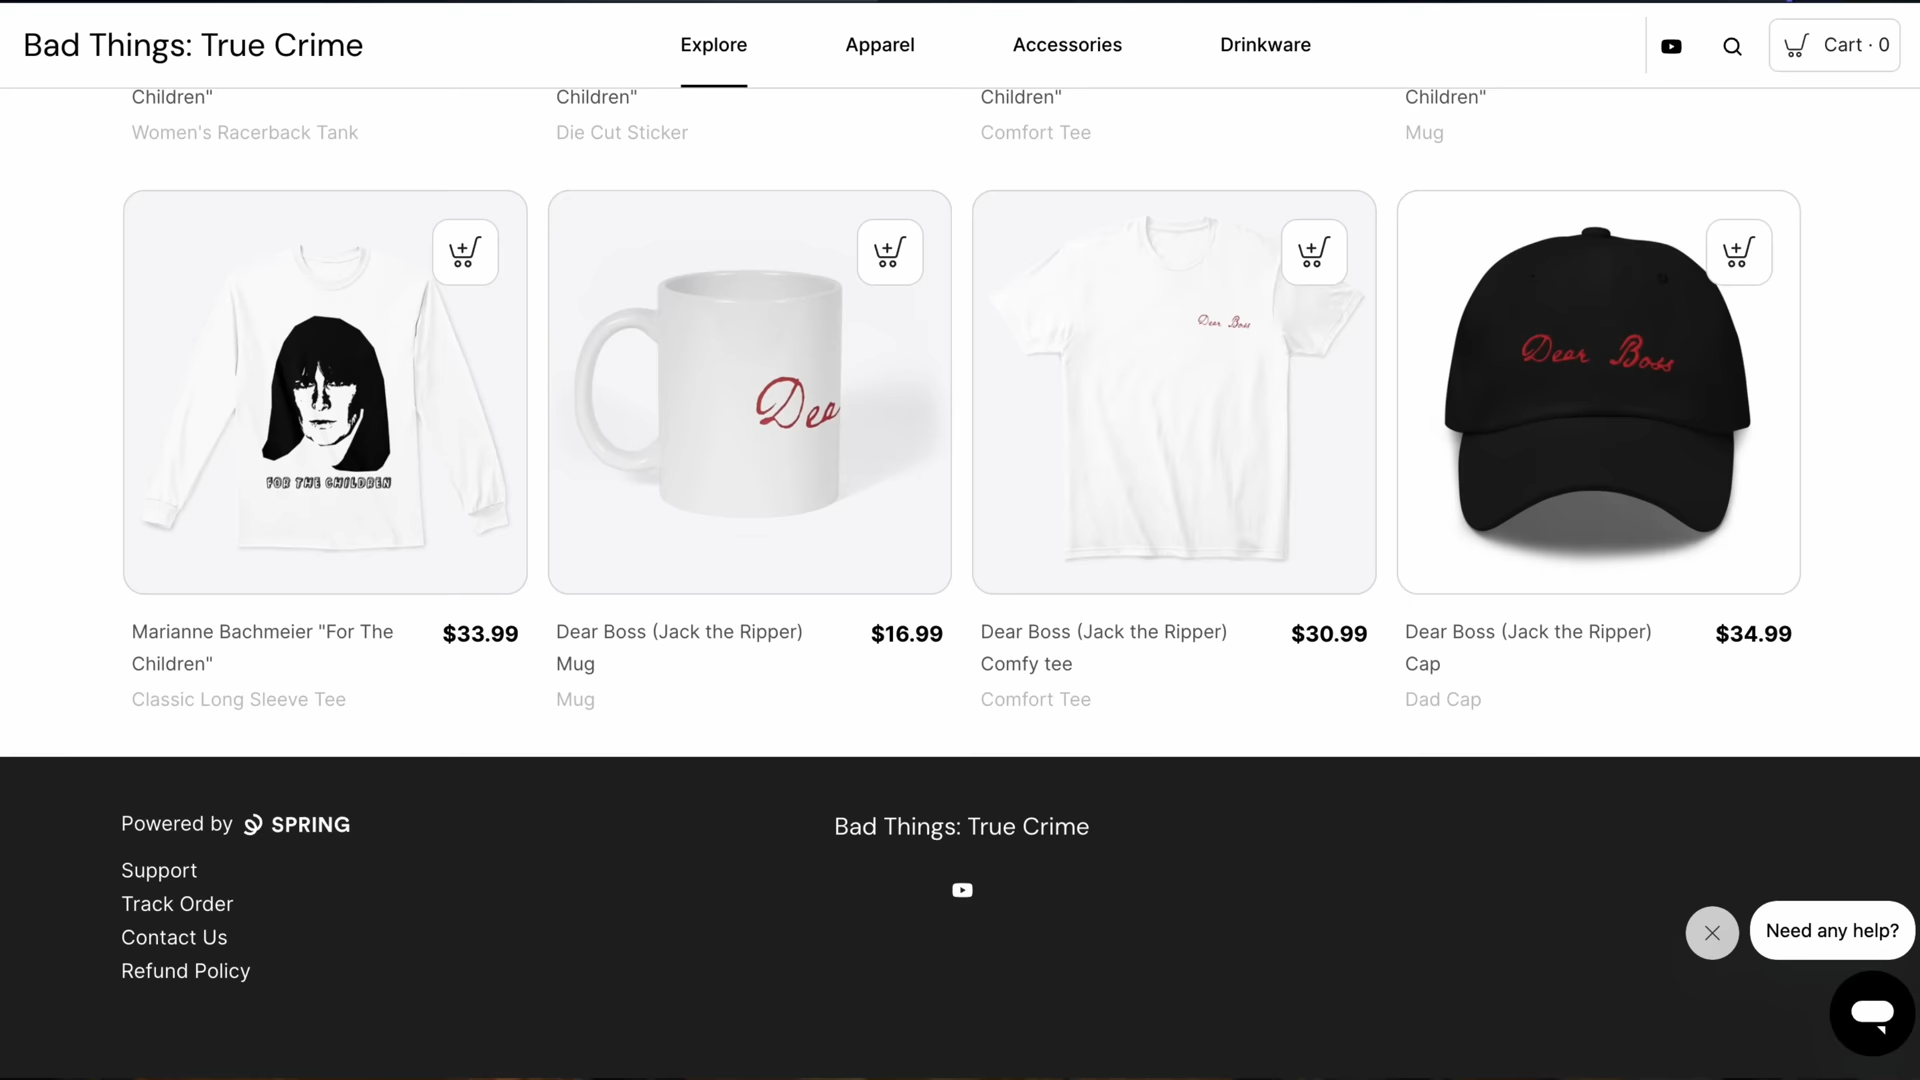 Bad Things: True Crime
Explore
Apparel
Accessories
Drinkware
Cart · 0
Children"
Women's Racerback Tank
Children"
Die Cut Sticker
Children"
Comfort Tee
Children"
Mug
FOR THE CHILDREN
Dea
Dear Boss
Dear Boss
Marianne Bachmeier "For The
Children"
$33.99
Classic Long Sleeve Tee
Dear Boss (Jack the Ripper)
Mug
$16.99
Mug
Dear Boss (Jack the Ripper)
Comfy tee
$30.99
Comfort Tee
Dear Boss (Jack the Ripper)
Cap
$34.99
Dad Cap
Powered by SPRING
Support
Track Order
Contact Us
Refund Policy
Bad Things: True Crime
Need any help?